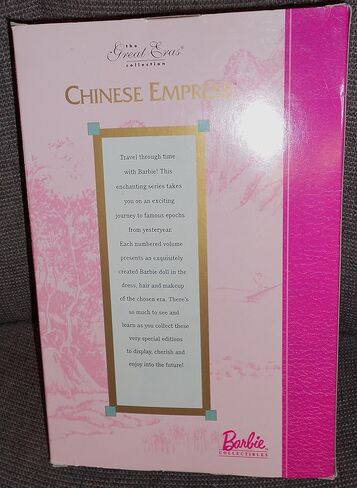 the
Great Eras®
collection
CHINESE EMPRESS
Travel through time
with Barbie! This
enchanting series takes
you on an exciting
journey to famous epochs
from yesteryear.
Each numbered volume
presents an exquisitely
created Barbie doll in the
dress, hair and makeup
of the chosen era. There's
so much to see and
learn as you collect these
very special editions
to display, cherish and
enjoy into the future!
Barbie
COLLECTIBLES